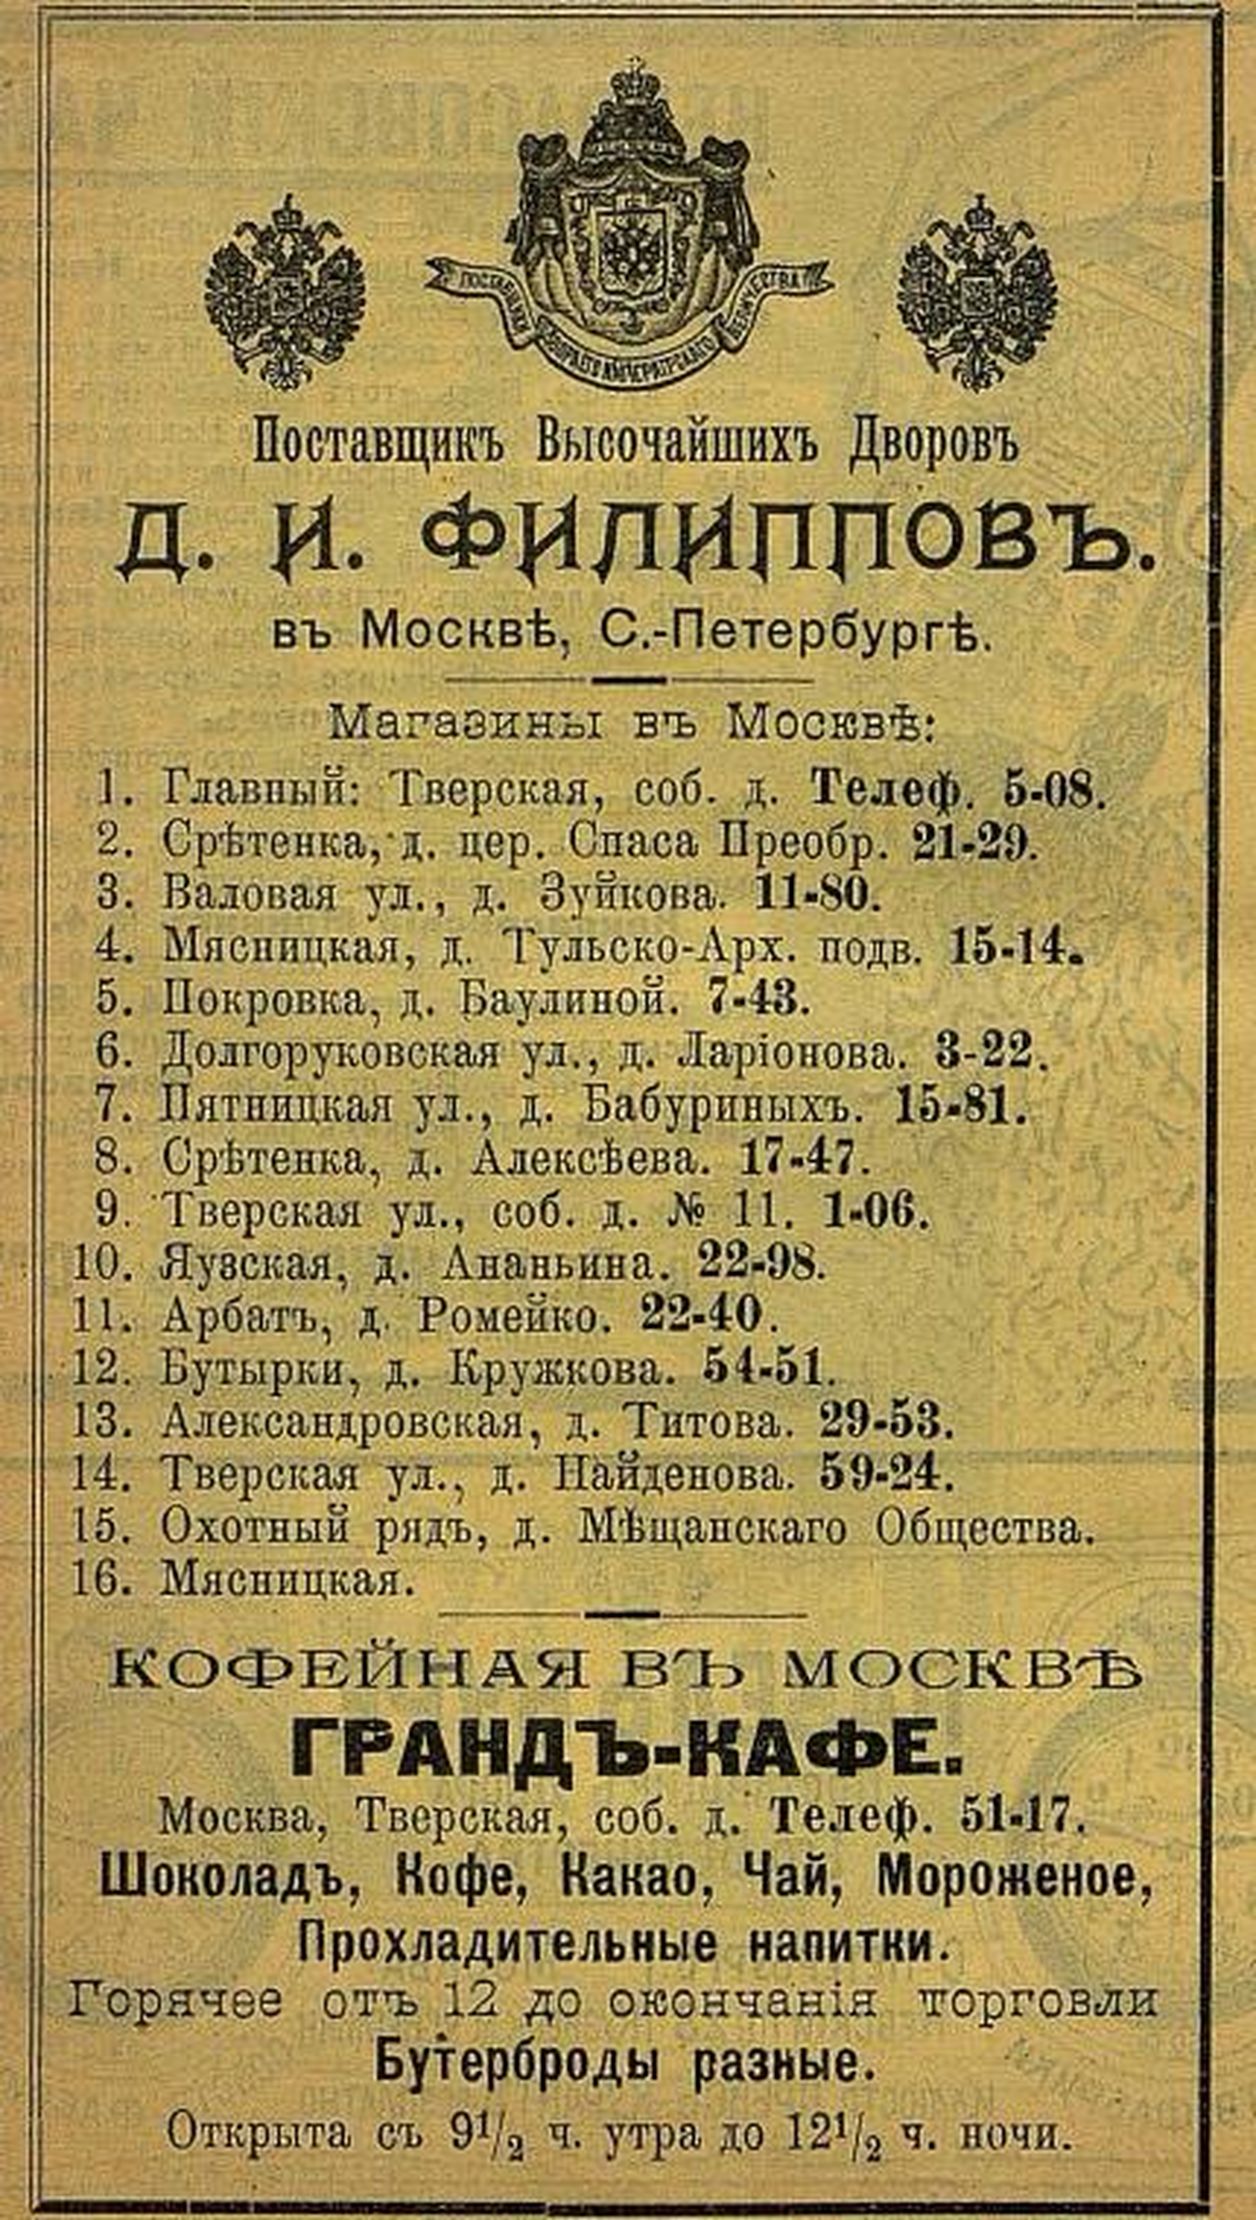 ПОСТАВЩИКЪ ДВОРА ЕГО ИМПЕРАТОРСКАГО ВЕЛИЧЕСТВА
Поставщикъ Высочайшихъ Дворовъ
Д. И. ФИЛИППОВЪ.
въ Москвѣ, С.-Петербургѣ.
Магазины въ Москвѣ:
1. Главный: Тверская, соб. д. Телеф. 5-08.
2. Срѣтенка, д. цер. Спаса Преобр. 21-29.
3. Валовая ул., д. Зуйкова. 11-80.
4. Мясницкая, д. Тульско-Арх. подв. 15-14.
5. Покровка, д. Баулиной. 7-43.
6. Долгоруковская ул., д. Ларіонова. 3-22.
7. Пятницкая ул., д. Бабуриныхъ. 15-81.
8. Срѣтенка, д. Алексѣева. 17-47.
9. Тверская ул., соб. д. № 11. 1-06.
10. Яузская, д. Ананьина. 22-98.
11. Арбатъ, д. Ромейко. 22-40.
12. Бутырки, д. Кружкова. 54-51.
13. Александровская, д. Титова. 29-53.
14. Тверская ул., д. Найденова. 59-24.
15. Охотный рядъ, д. Мѣщанскаго Общества.
16. Мясницкая.
КОФЕЙНАЯ ВЪ МОСКВѢ
ГРАНДЪ-КАФЕ.
Москва, Тверская, соб. д. Телеф. 51-17.
Шоколадъ, Кофе, Какао, Чай, Мороженое,
Прохладительные напитки.
Горячее отъ 12 до окончанія торговли
Бутерброды разные.
Открыта съ 9½ ч. утра до 12½ ч. ночи.